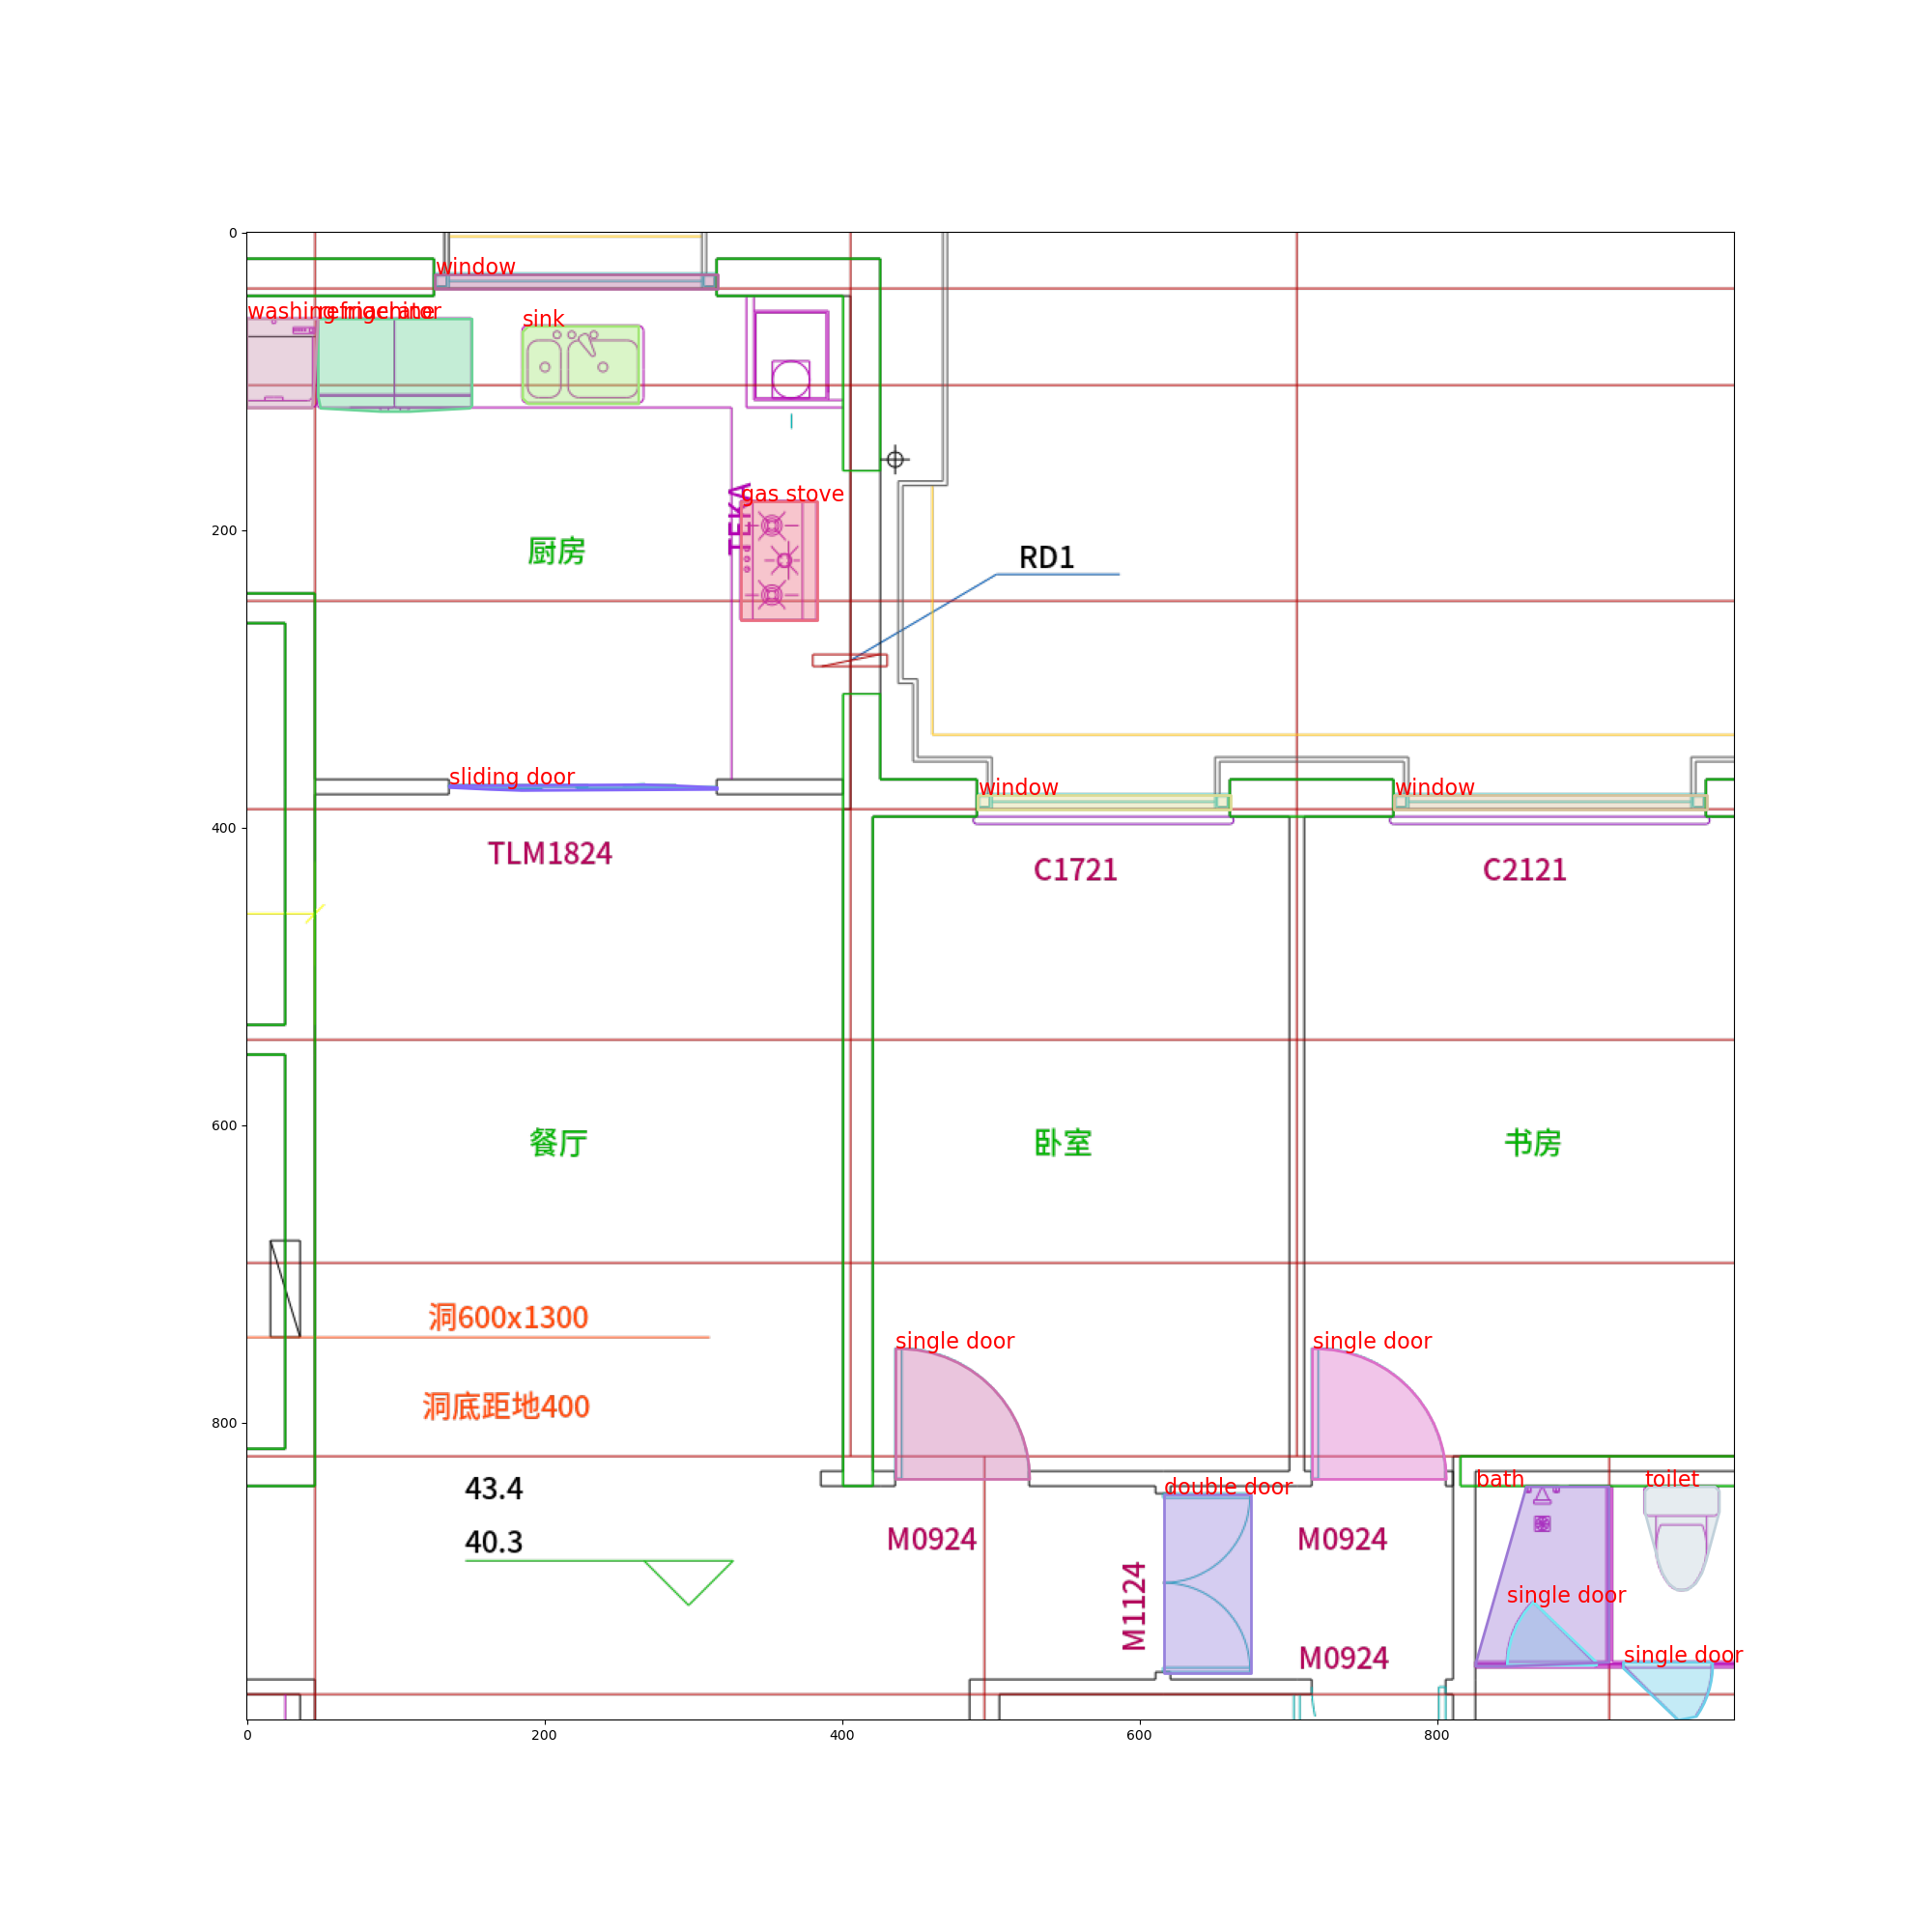 0
window
washing machine
refrigerator
sink
gas stove
TEKA
200
厨房
RD1
sliding door
window
window
400
TLM1824
C1721
C2121
600
餐厅
卧室
书房
洞600x1300
single door
single door
洞底距地400
800
43.4
double door
bath
toilet
40.3
M0924
M0924
M1124
single door
M0924
single door
0
200
400
600
800